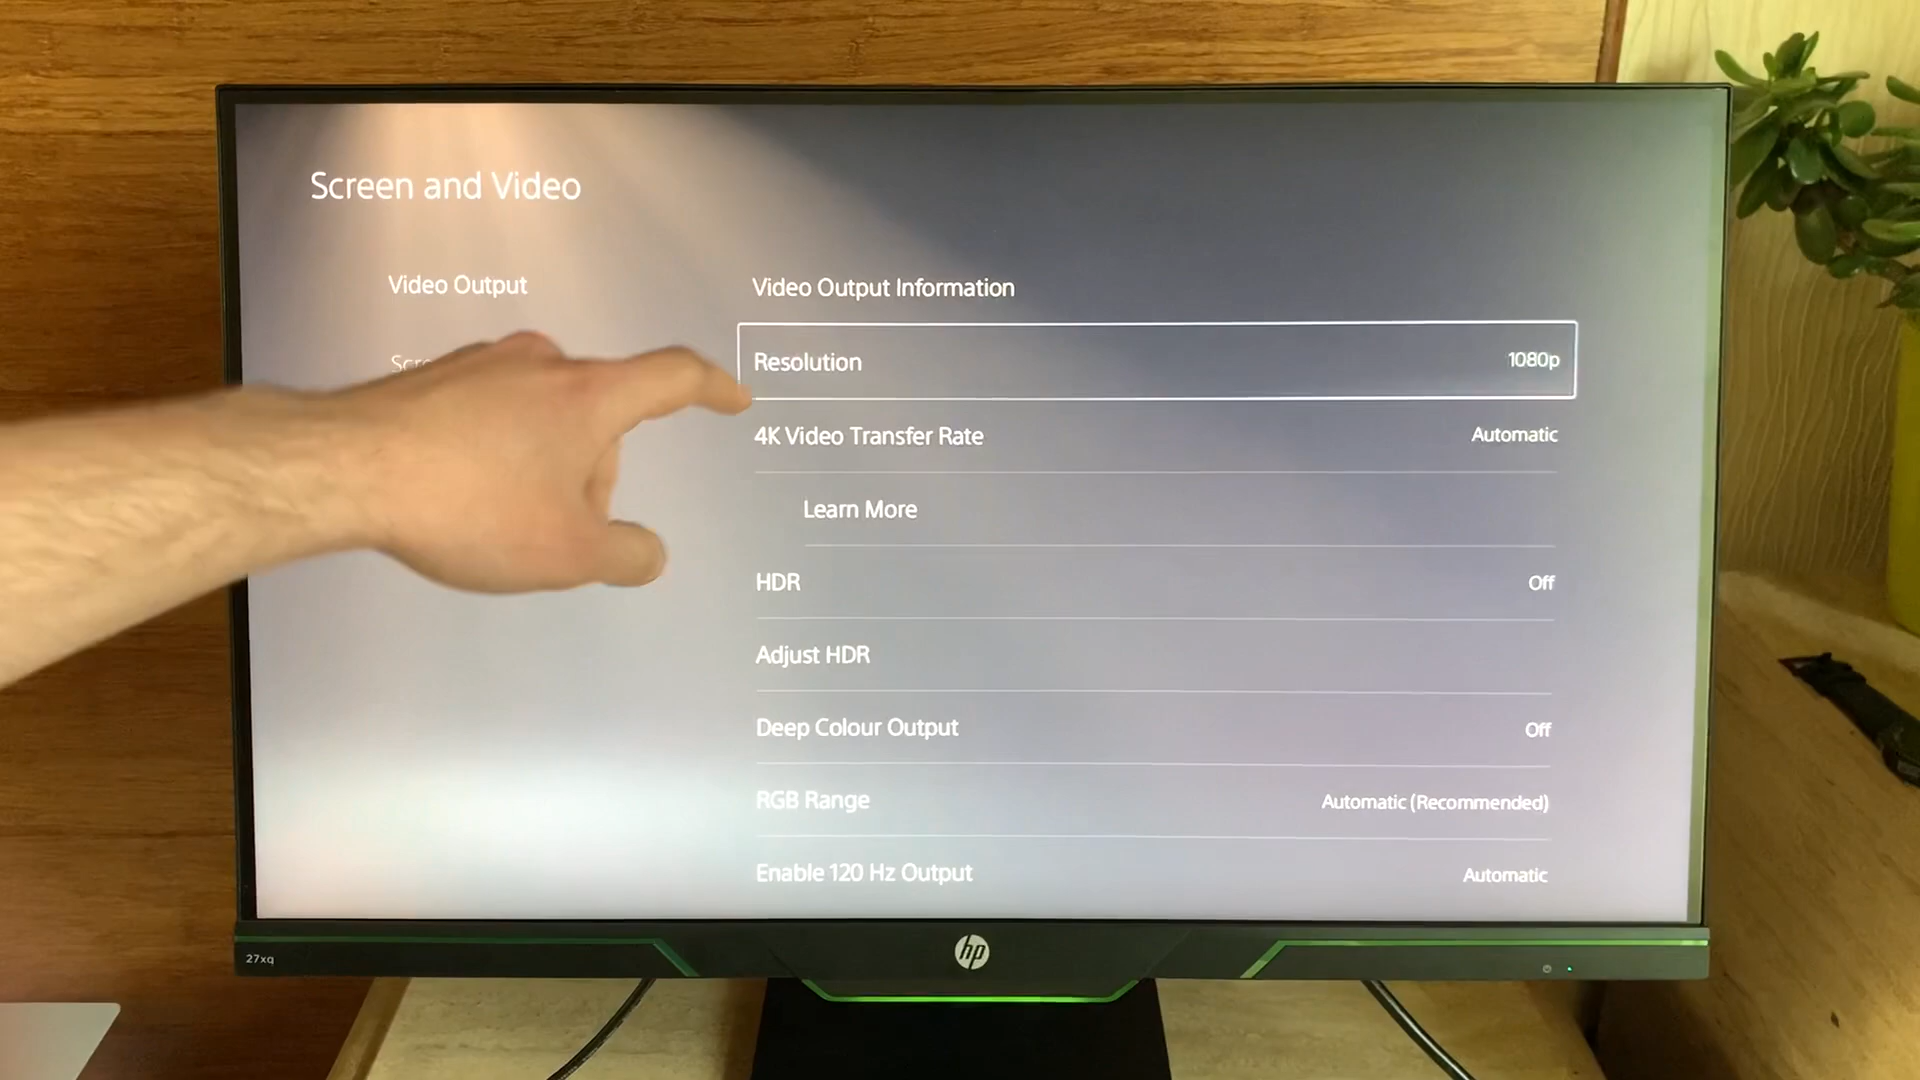 Screen and Video
Video Output
Scre
Video Output Information
Resolution 1080p
4K Video Transfer Rate Automatic
Learn More
HDR Off
Adjust HDR
Deep Colour Output Off
RGB Range Automatic (Recommended)
Enable 120 Hz Output Automatic
hp
27xq